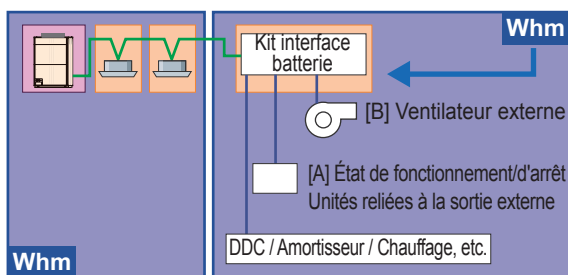 Whm
Kit interface
batterie
[B] Ventilateur externe
[A] État de fonctionnement/d'arrêt
Unités reliées à la sortie externe
DDC / Amortisseur / Chauffage, etc.
Whm